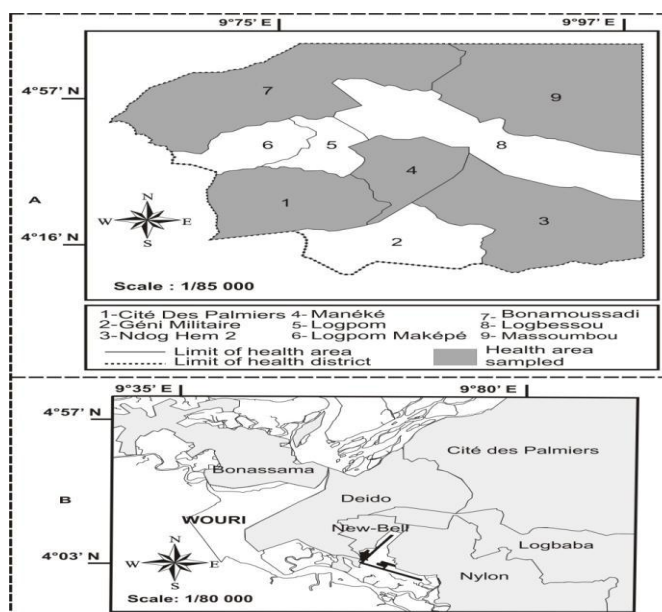 9°75' E 9°97' E
4°57' N
7
9
6
5
8
4
A
1
3
N
W E
S
4°16' N
2
Scale : 1/85 000
1-Cité Des Palmiers 4-Manéké 7- Bonamoussadi
2-Géni Militaire 5-Logpom 8-Logbessou
3-Ndog Hem 2 6-Logpom Maképé 9- Massoumbou
Limit of health area Health area
Limit of health district sampled
9°35' E 9°80' E
4°57' N
Cité des Palmiers
Bonassama
Deido
B
WOURI
New-Bell
Logbaba
N
W E
S
4°03' N
Nylon
Scale: 1/80 000